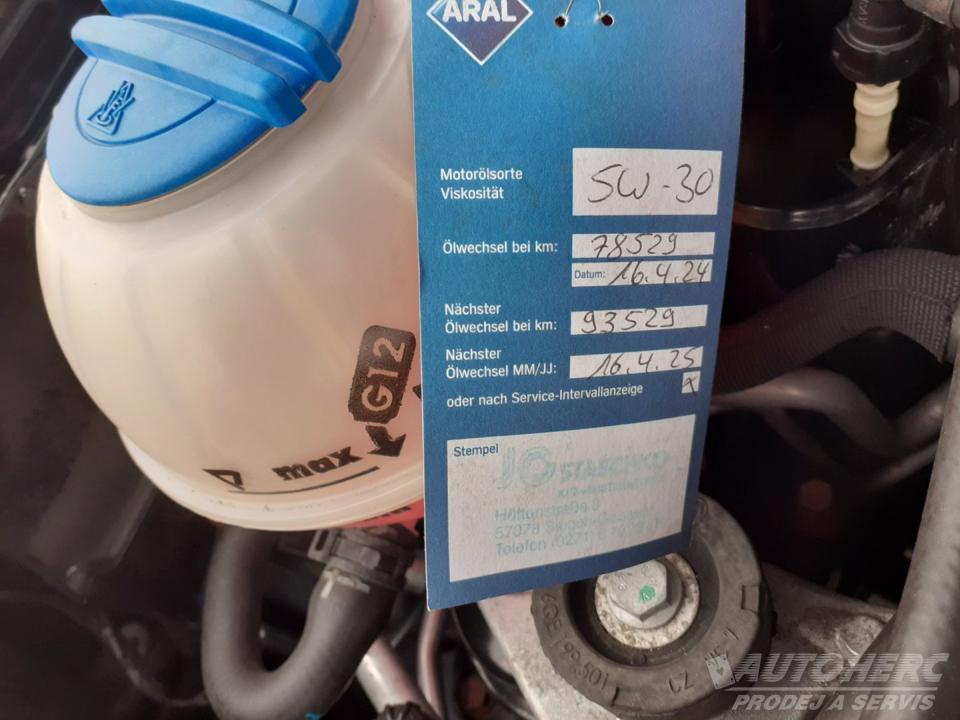 ARAL
Motorölsorte
Viskosität
5W-30
Ölwechsel bei km: 78529
Datum: 16.4.24
Nächster
Ölwechsel bei km: 93529
Nächster
Ölwechsel MM/JJ: 16.4.25
oder nach Service-Intervallanzeige x
Stempel
57078
Telefon (0271)
G12
max
AUTOHERC
PRODEJ A SERVIS